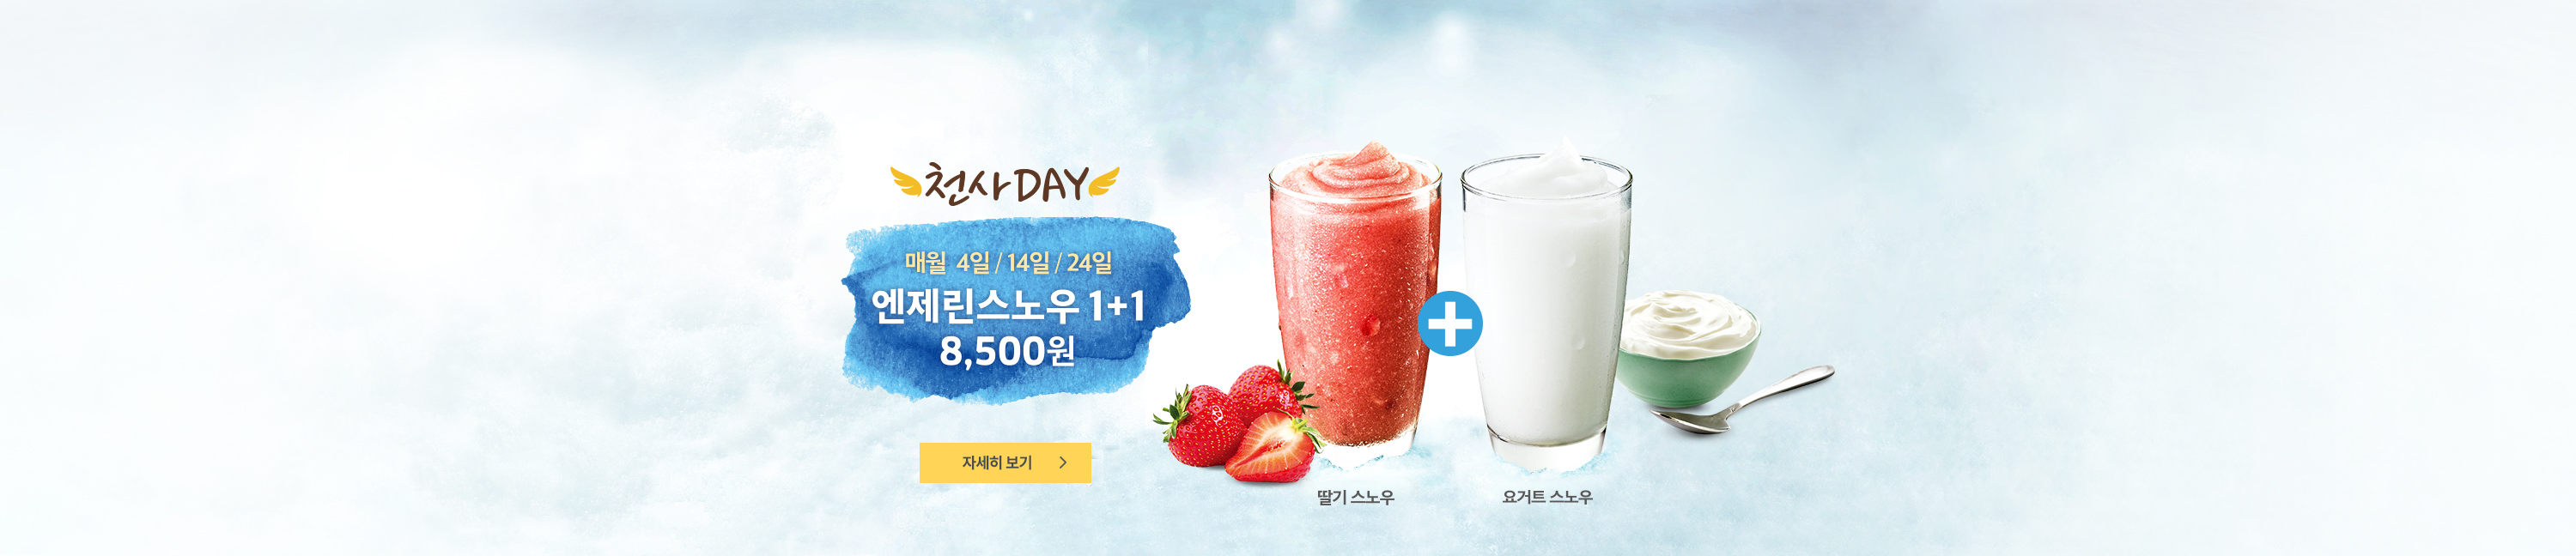 천사DAY
매월 4일 / 14일 / 24일
엔제린스노우 1+1
8,500원
자세히 보기 >
딸기 스노우
요거트 스노우